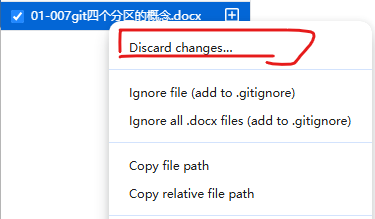 01-007git四个分区的概念.docx
Discard changes...
Ignore file (add to .gitignore)
Ignore all .docx files (add to .gitignore)
Copy file path
Copy relative file path